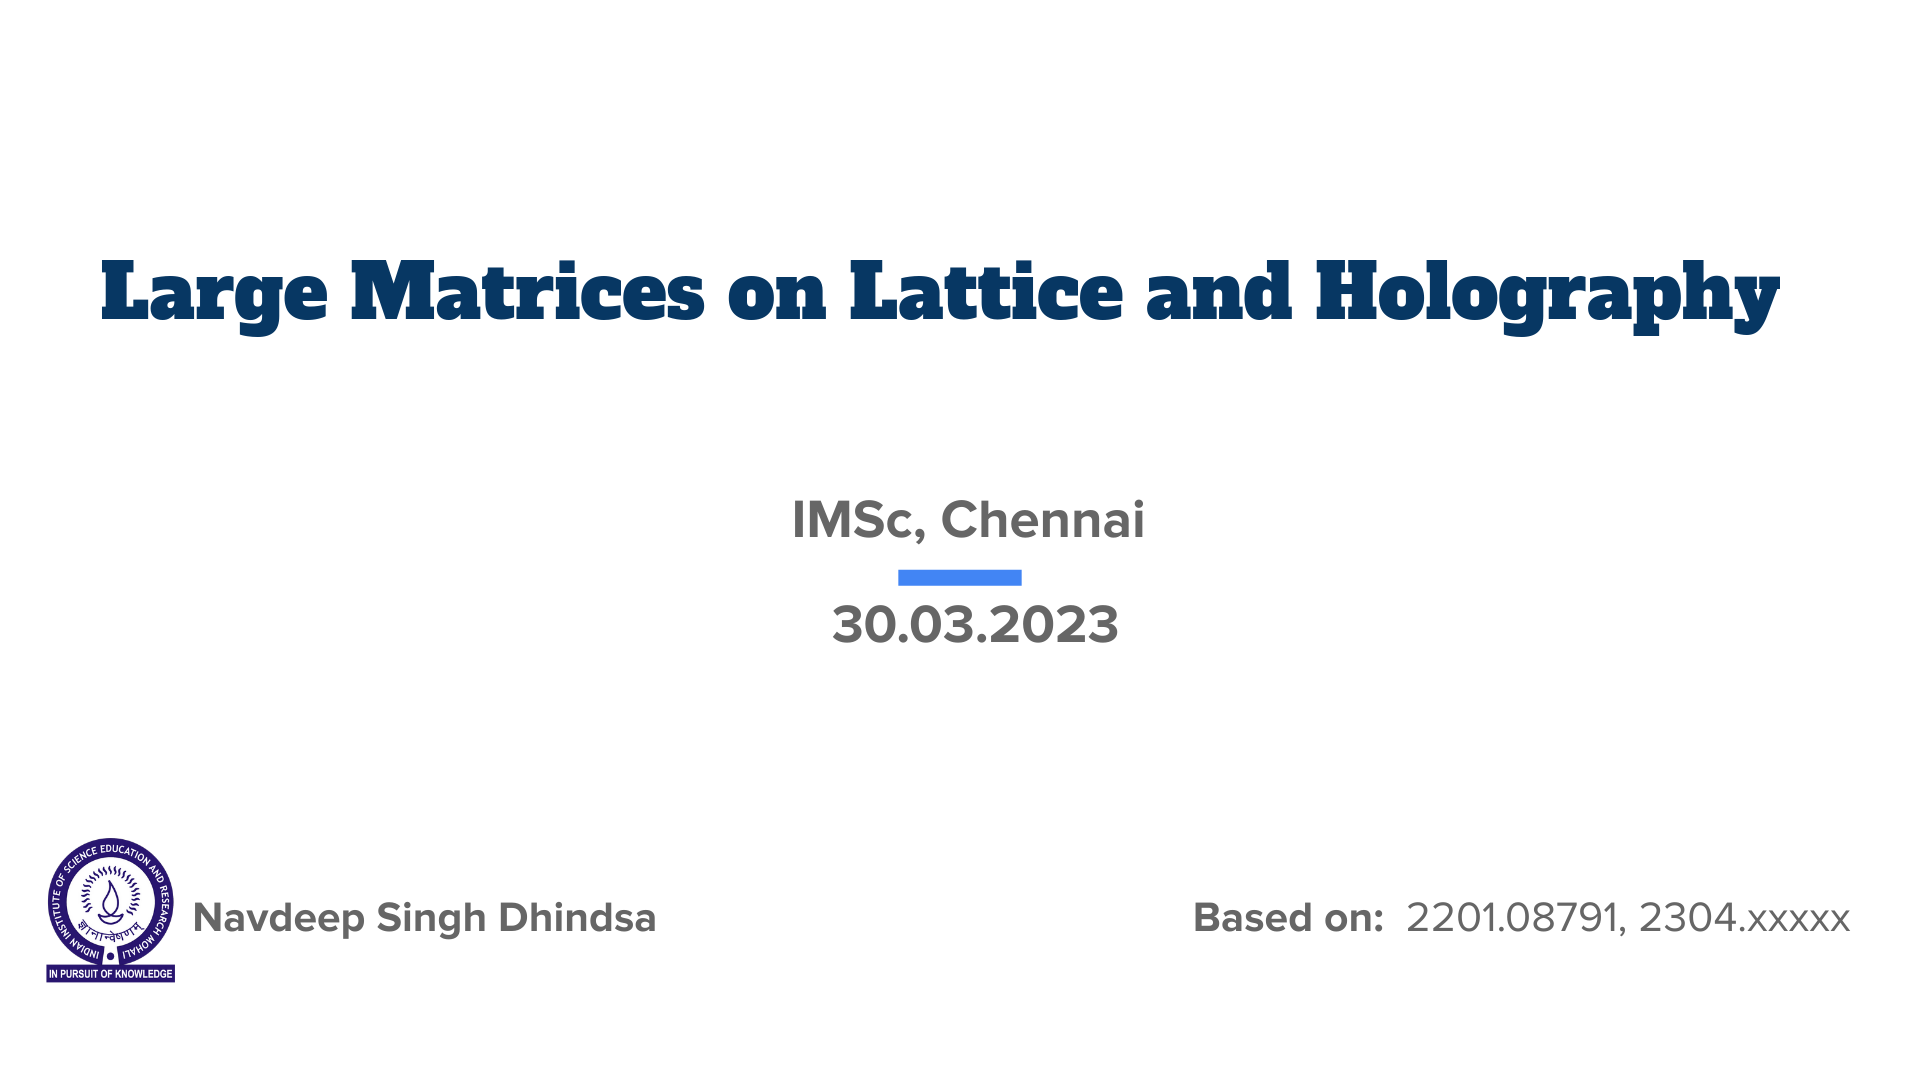 Large Matrices on Lattice and Holography
IMSc, Chennai
30.03.2023
INDIAN INSTITUTE OF SCIENCE EDUCATION AND RESEARCH MOHALI
ज्ञानान्वेषणम्
IN PURSUIT OF KNOWLEDGE
Navdeep Singh Dhindsa
Based on: 2201.08791, 2304.xxxxx